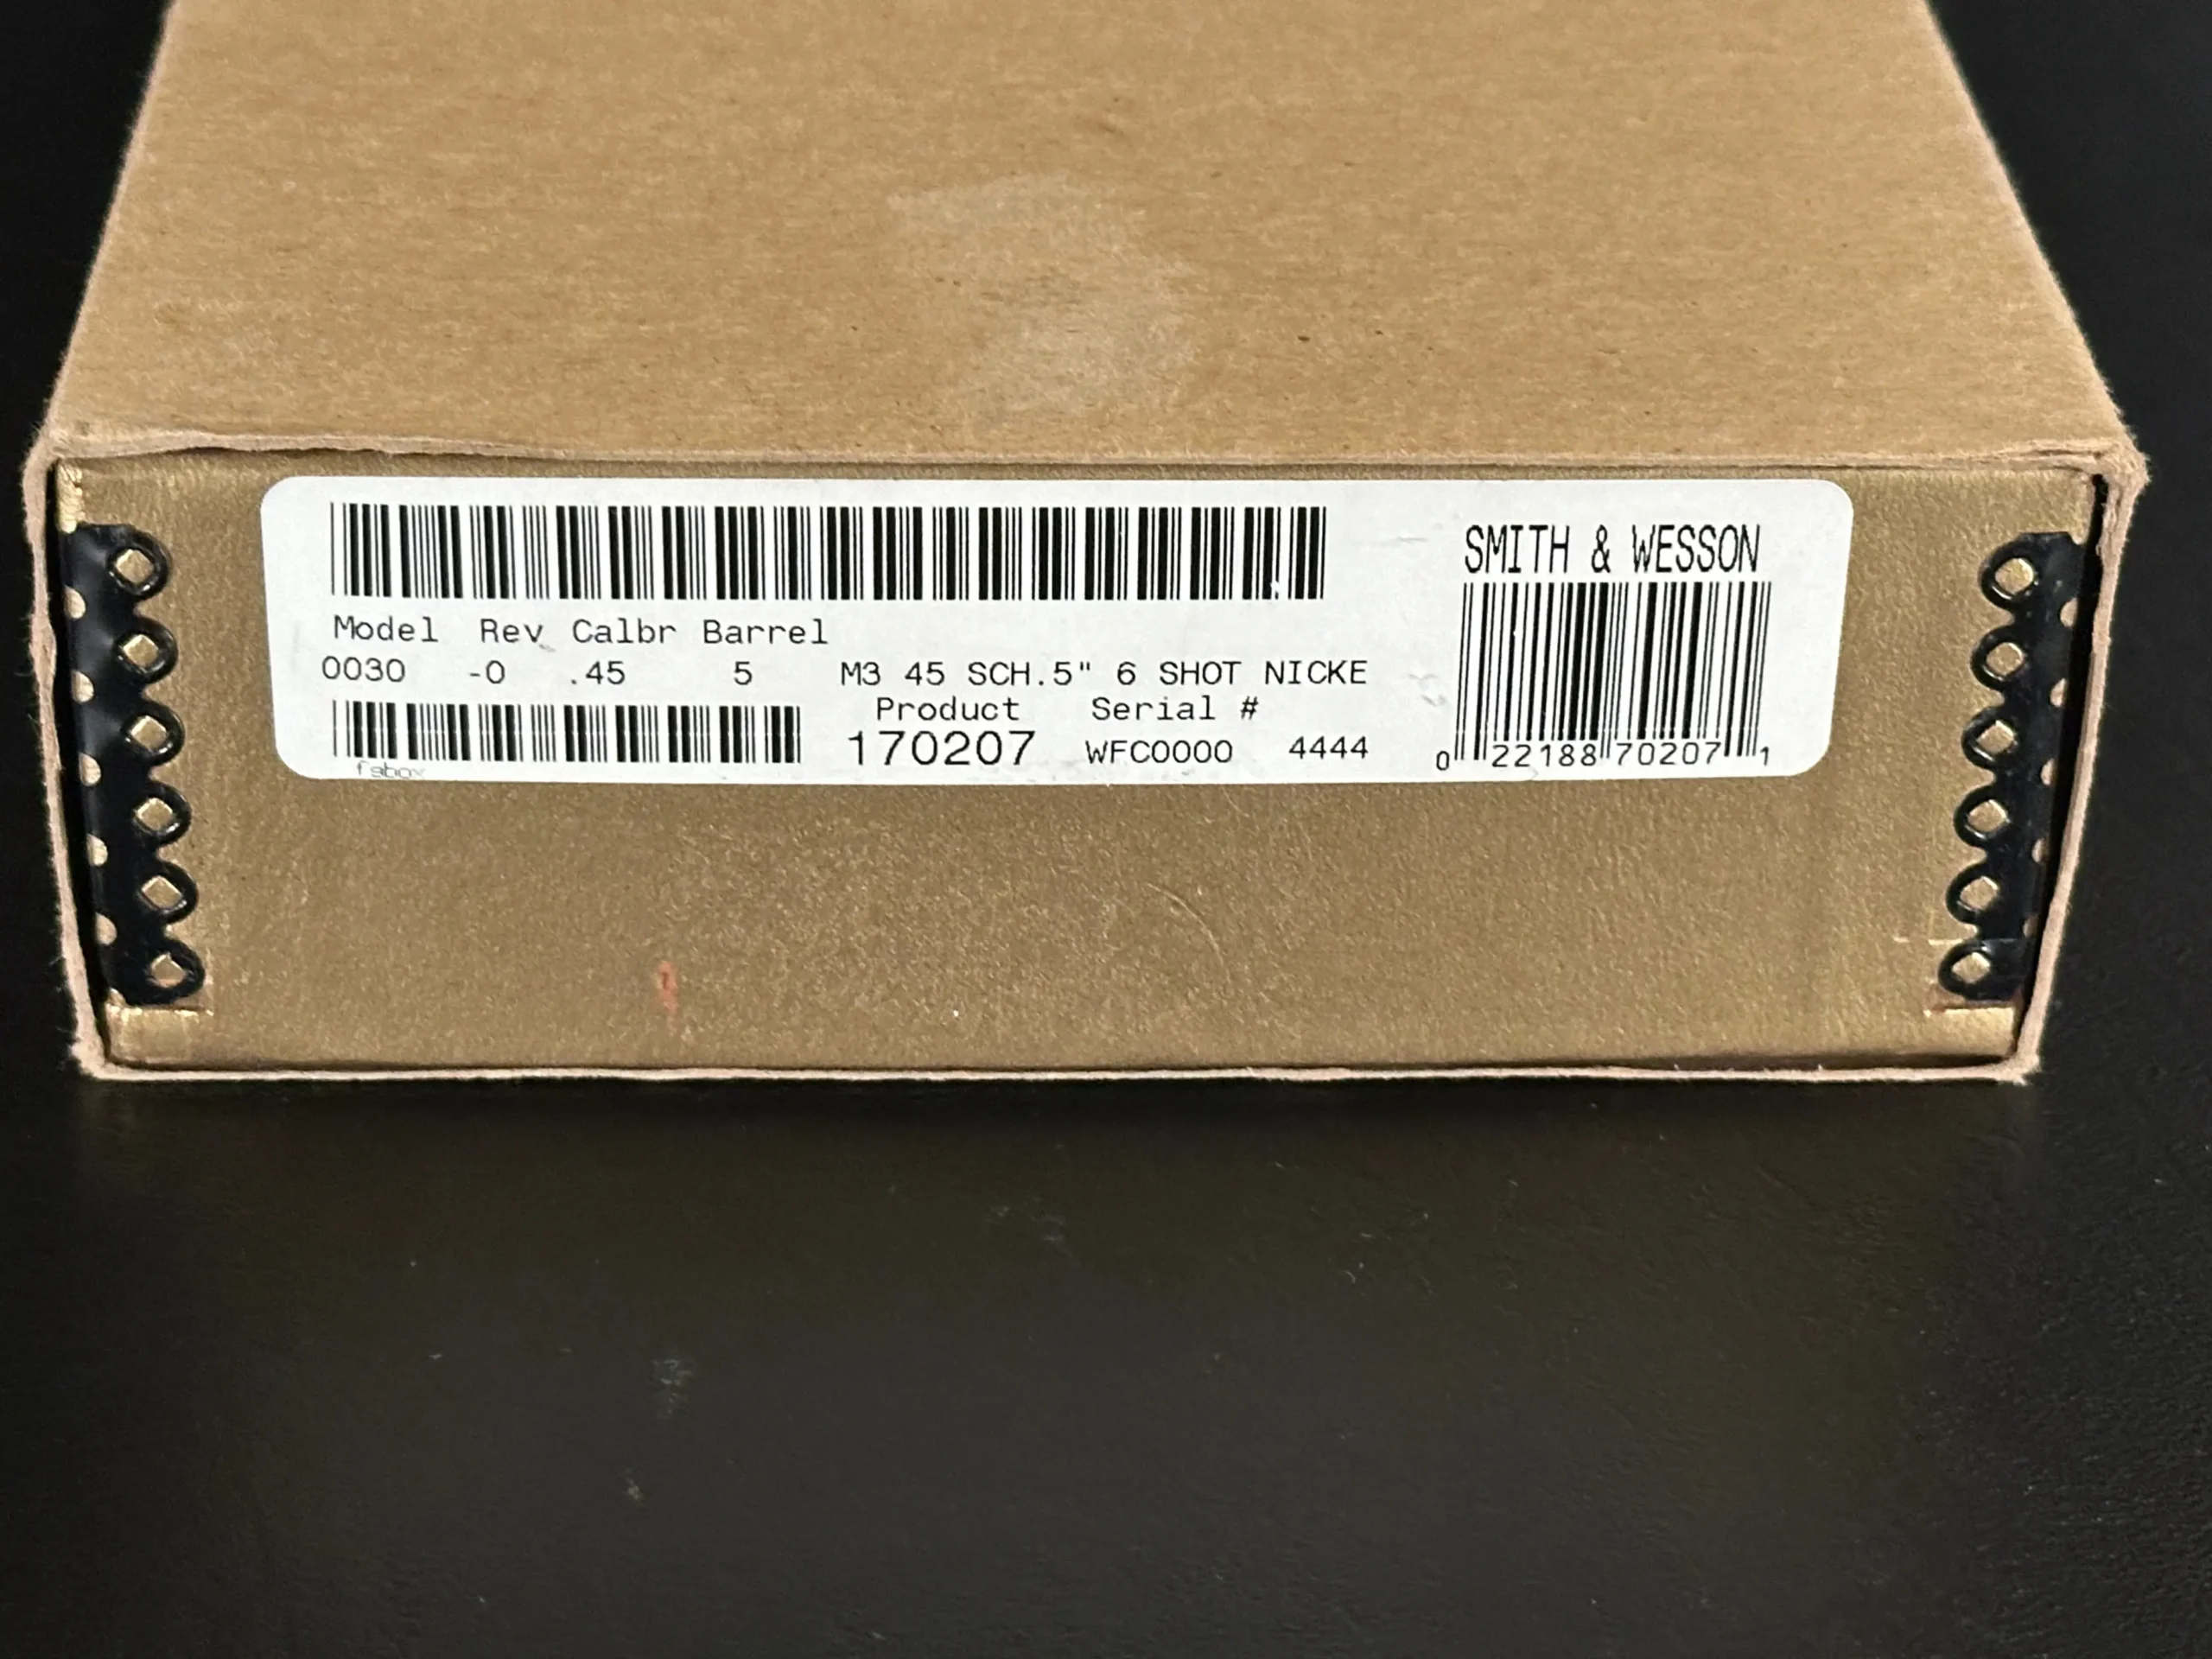 SMITH & WESSON
Model Rev Calbr Barrel
0030 -0 .45 5 M3 45 SCH.5" 6 SHOT NICKE
Product Serial #
170207 WFC0000 4444
0 22188 70207 1